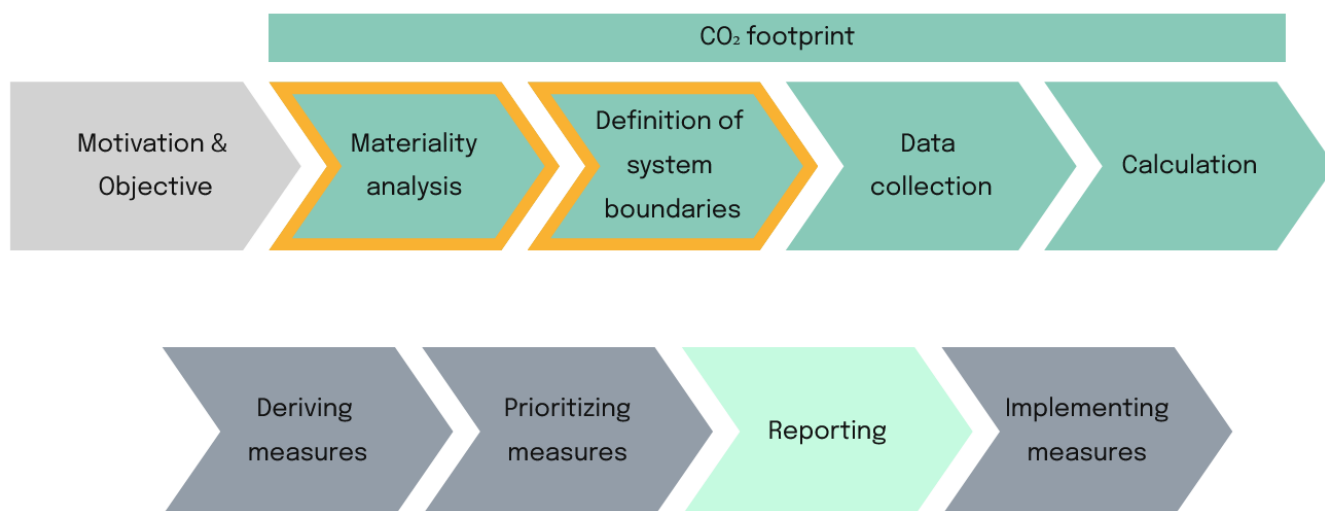 CO₂ footprint
Motivation &
Objective
Materiality
analysis
Definition of
system
boundaries
Data
collection
Calculation
Deriving
measures
Prioritizing
measures
Reporting
Implementing
measures